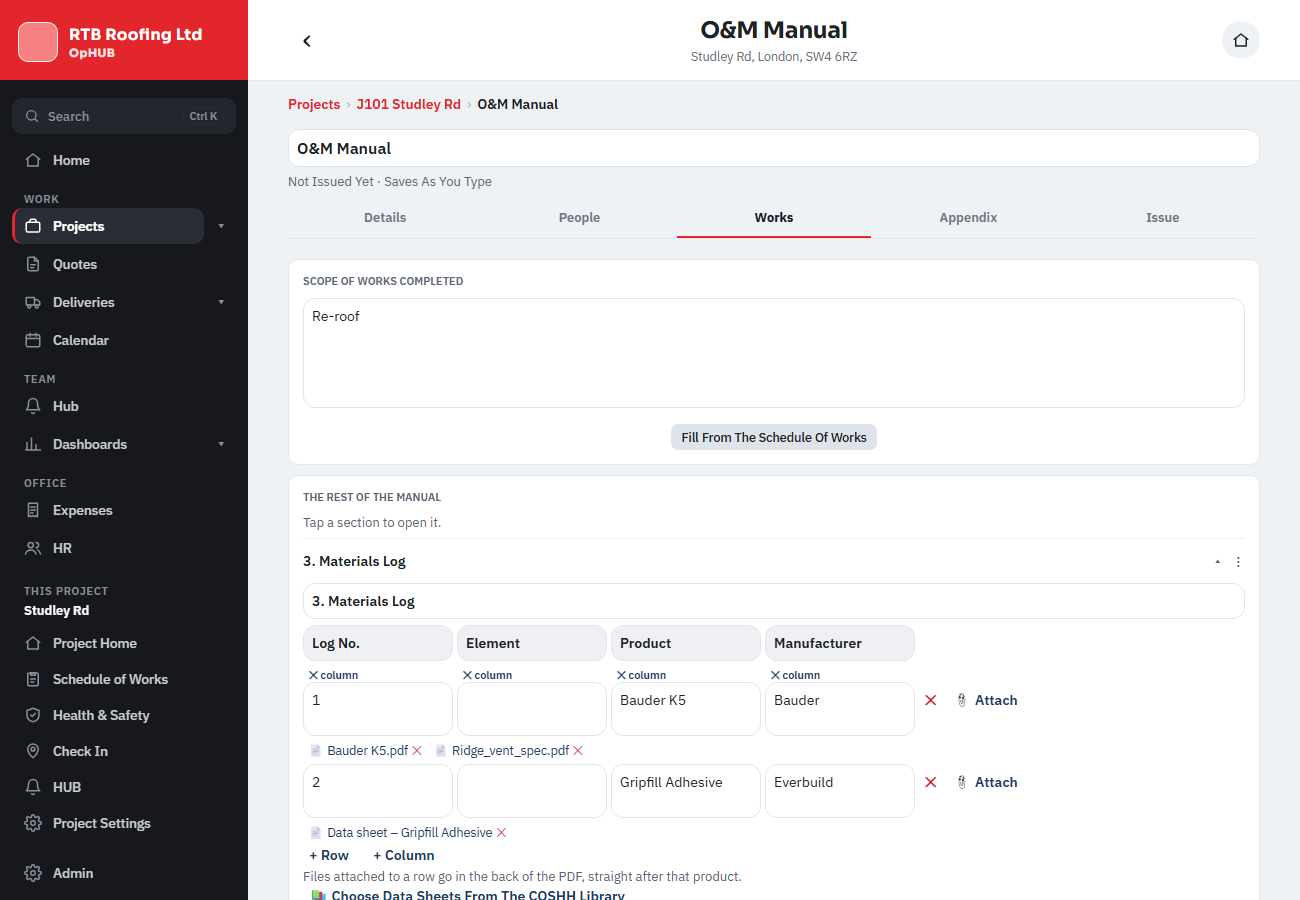 RTB Roofing Ltd
OpHUB
Search
Ctrl K
Home
WORK
Projects
Quotes
Deliveries
Calendar
TEAM
Hub
Dashboards
OFFICE
Expenses
HR
THIS PROJECT
Studley Rd
Project Home
Schedule of Works
Health & Safety
Check In
HUB
Project Settings
Admin
O&M Manual
Studley Rd, London, SW4 6RZ
Projects › J101 Studley Rd › O&M Manual
O&M Manual
Not Issued Yet · Saves As You Type
Details People Works Appendix Issue
SCOPE OF WORKS COMPLETED
Re-roof
Fill From The Schedule Of Works
THE REST OF THE MANUAL
Tap a section to open it.
3. Materials Log
3. Materials Log
Log No. Element Product Manufacturer
column column column column
1 Bauder K5 Bauder Attach
Bauder K5.pdf Ridge_vent_spec.pdf
2 Gripfill Adhesive Everbuild Attach
Data sheet – Gripfill Adhesive
+ Row + Column
Files attached to a row go in the back of the PDF, straight after that product.
Choose Data Sheets From The COSHH Library